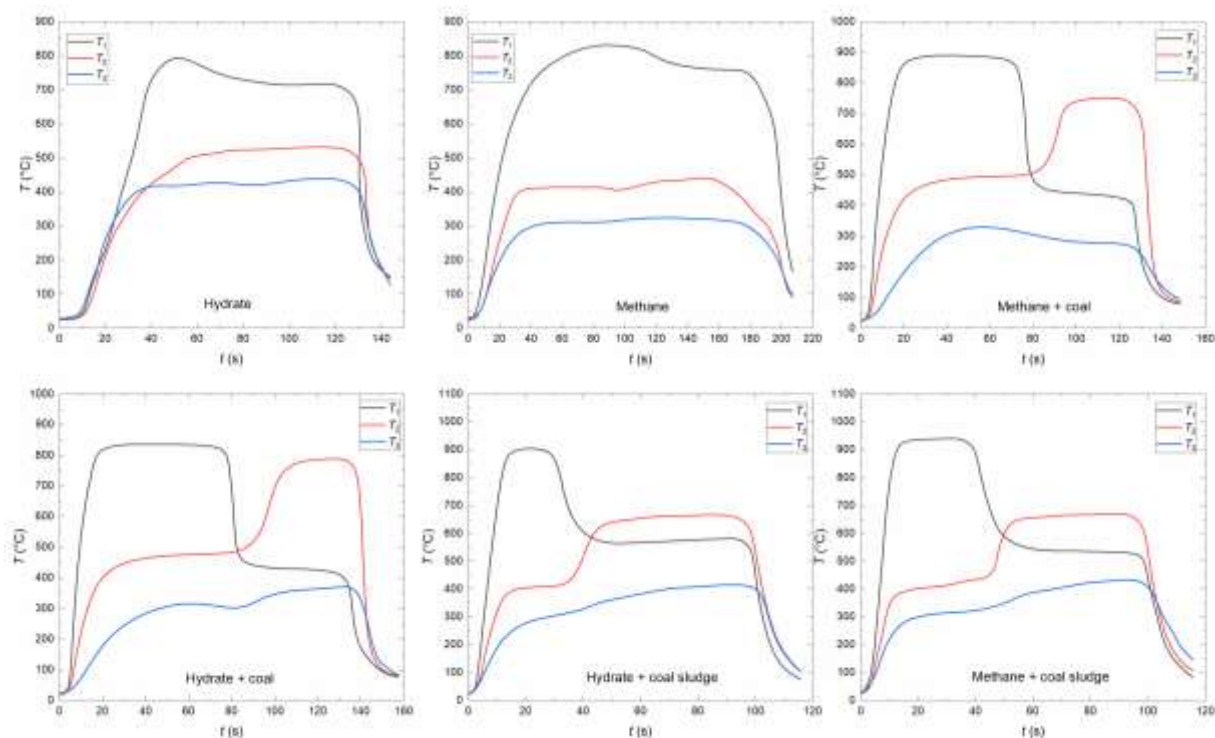 900
800
700
600
500
400
300
200
100
0
T (°C)
T1
T2
T3
Hydrate
0 20 40 60 80 100 120 140
t (s)
900
800
700
600
500
400
300
200
100
0
T (°C)
T1
T2
T3
Methane
0 20 40 60 80 100 120 140 160 180 200 220
t (s)
1000
900
800
700
600
500
400
300
200
100
0
T (°C)
T1
T2
T3
Methane + coal
0 20 40 60 80 100 120 140 160
t (s)
1000
900
800
700
600
500
400
300
200
100
0
T (°C)
T1
T2
T3
Hydrate + coal
0 20 40 60 80 100 120 140 160
t (s)
1100
1000
900
800
700
600
500
400
300
200
100
0
T (°C)
T1
T2
T3
Hydrate + coal sludge
0 20 40 60 80 100 120
t (s)
1100
1000
900
800
700
600
500
400
300
200
100
0
T (°C)
T1
T2
T3
Methane + coal sludge
0 20 40 60 80 100 120
t (s)